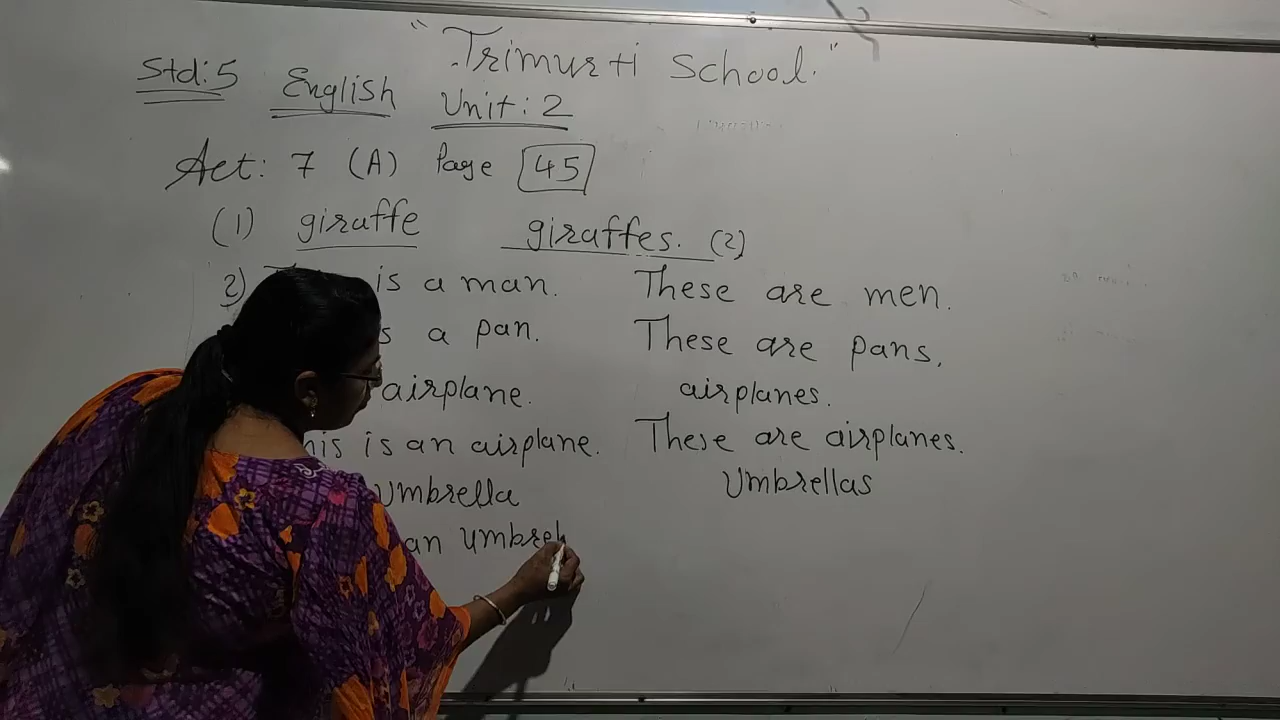 "Trimurti School."
Std: 5 English Unit: 2
Act: 7 (A) Page 45
(1) giraffe giraffes. (2)
2) is a man. These are men.
a pan. These are pans,
airplane. airplanes.
is an airplane. These are airplanes.
Umbrella Umbrellas
an umbrel